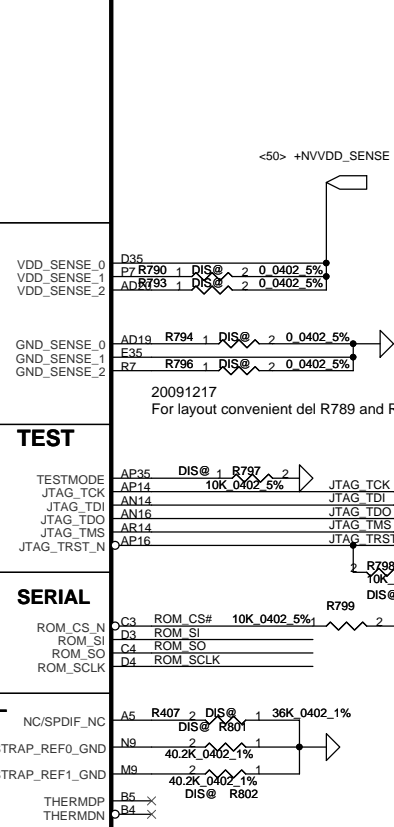 <50> +NVVDD_SENSE
VDD_SENSE_0 D35
VDD_SENSE_1 P7 R790 1 DIS@ 2 0_0402_5%
VDD_SENSE_2 R793 1 DIS@ 2 0_0402_5%
GND_SENSE_0 AD19 R794 1 DIS@ 2 0_0402_5%
GND_SENSE_1 E35
GND_SENSE_2 R7 R796 1 DIS@ 2 0_0402_5%
20091217
For layout convenient del R789 and
TEST
TESTMODE AP35 DIS@ 1 R797 2
JTAG_TCK AP14 10K_0402_5% JTAG_TCK
JTAG_TDI AN14 JTAG_TDI
JTAG_TDO AN16 JTAG_TDO
JTAG_TMS AR14 JTAG_TMS
JTAG_TRST_N AP16 JTAG_TRST
2 R798
10K_
DIS@
SERIAL
R799
ROM_CS_N C3 ROM_CS# 10K_0402_5% 1 2
ROM_SI D3 ROM_SI
ROM_SO C4 ROM_SO
ROM_SCLK D4 ROM_SCLK
NC/SPDIF_NC A5 R407 2 DIS@ 1 36K_0402_1%
DIS@ R801
STRAP_REF0_GND N9 2 1
40.2K_0402_1%
STRAP_REF1_GND M9 2 1
40.2K_0402_1%
DIS@ R802
THERMDP B5
THERMDN B4